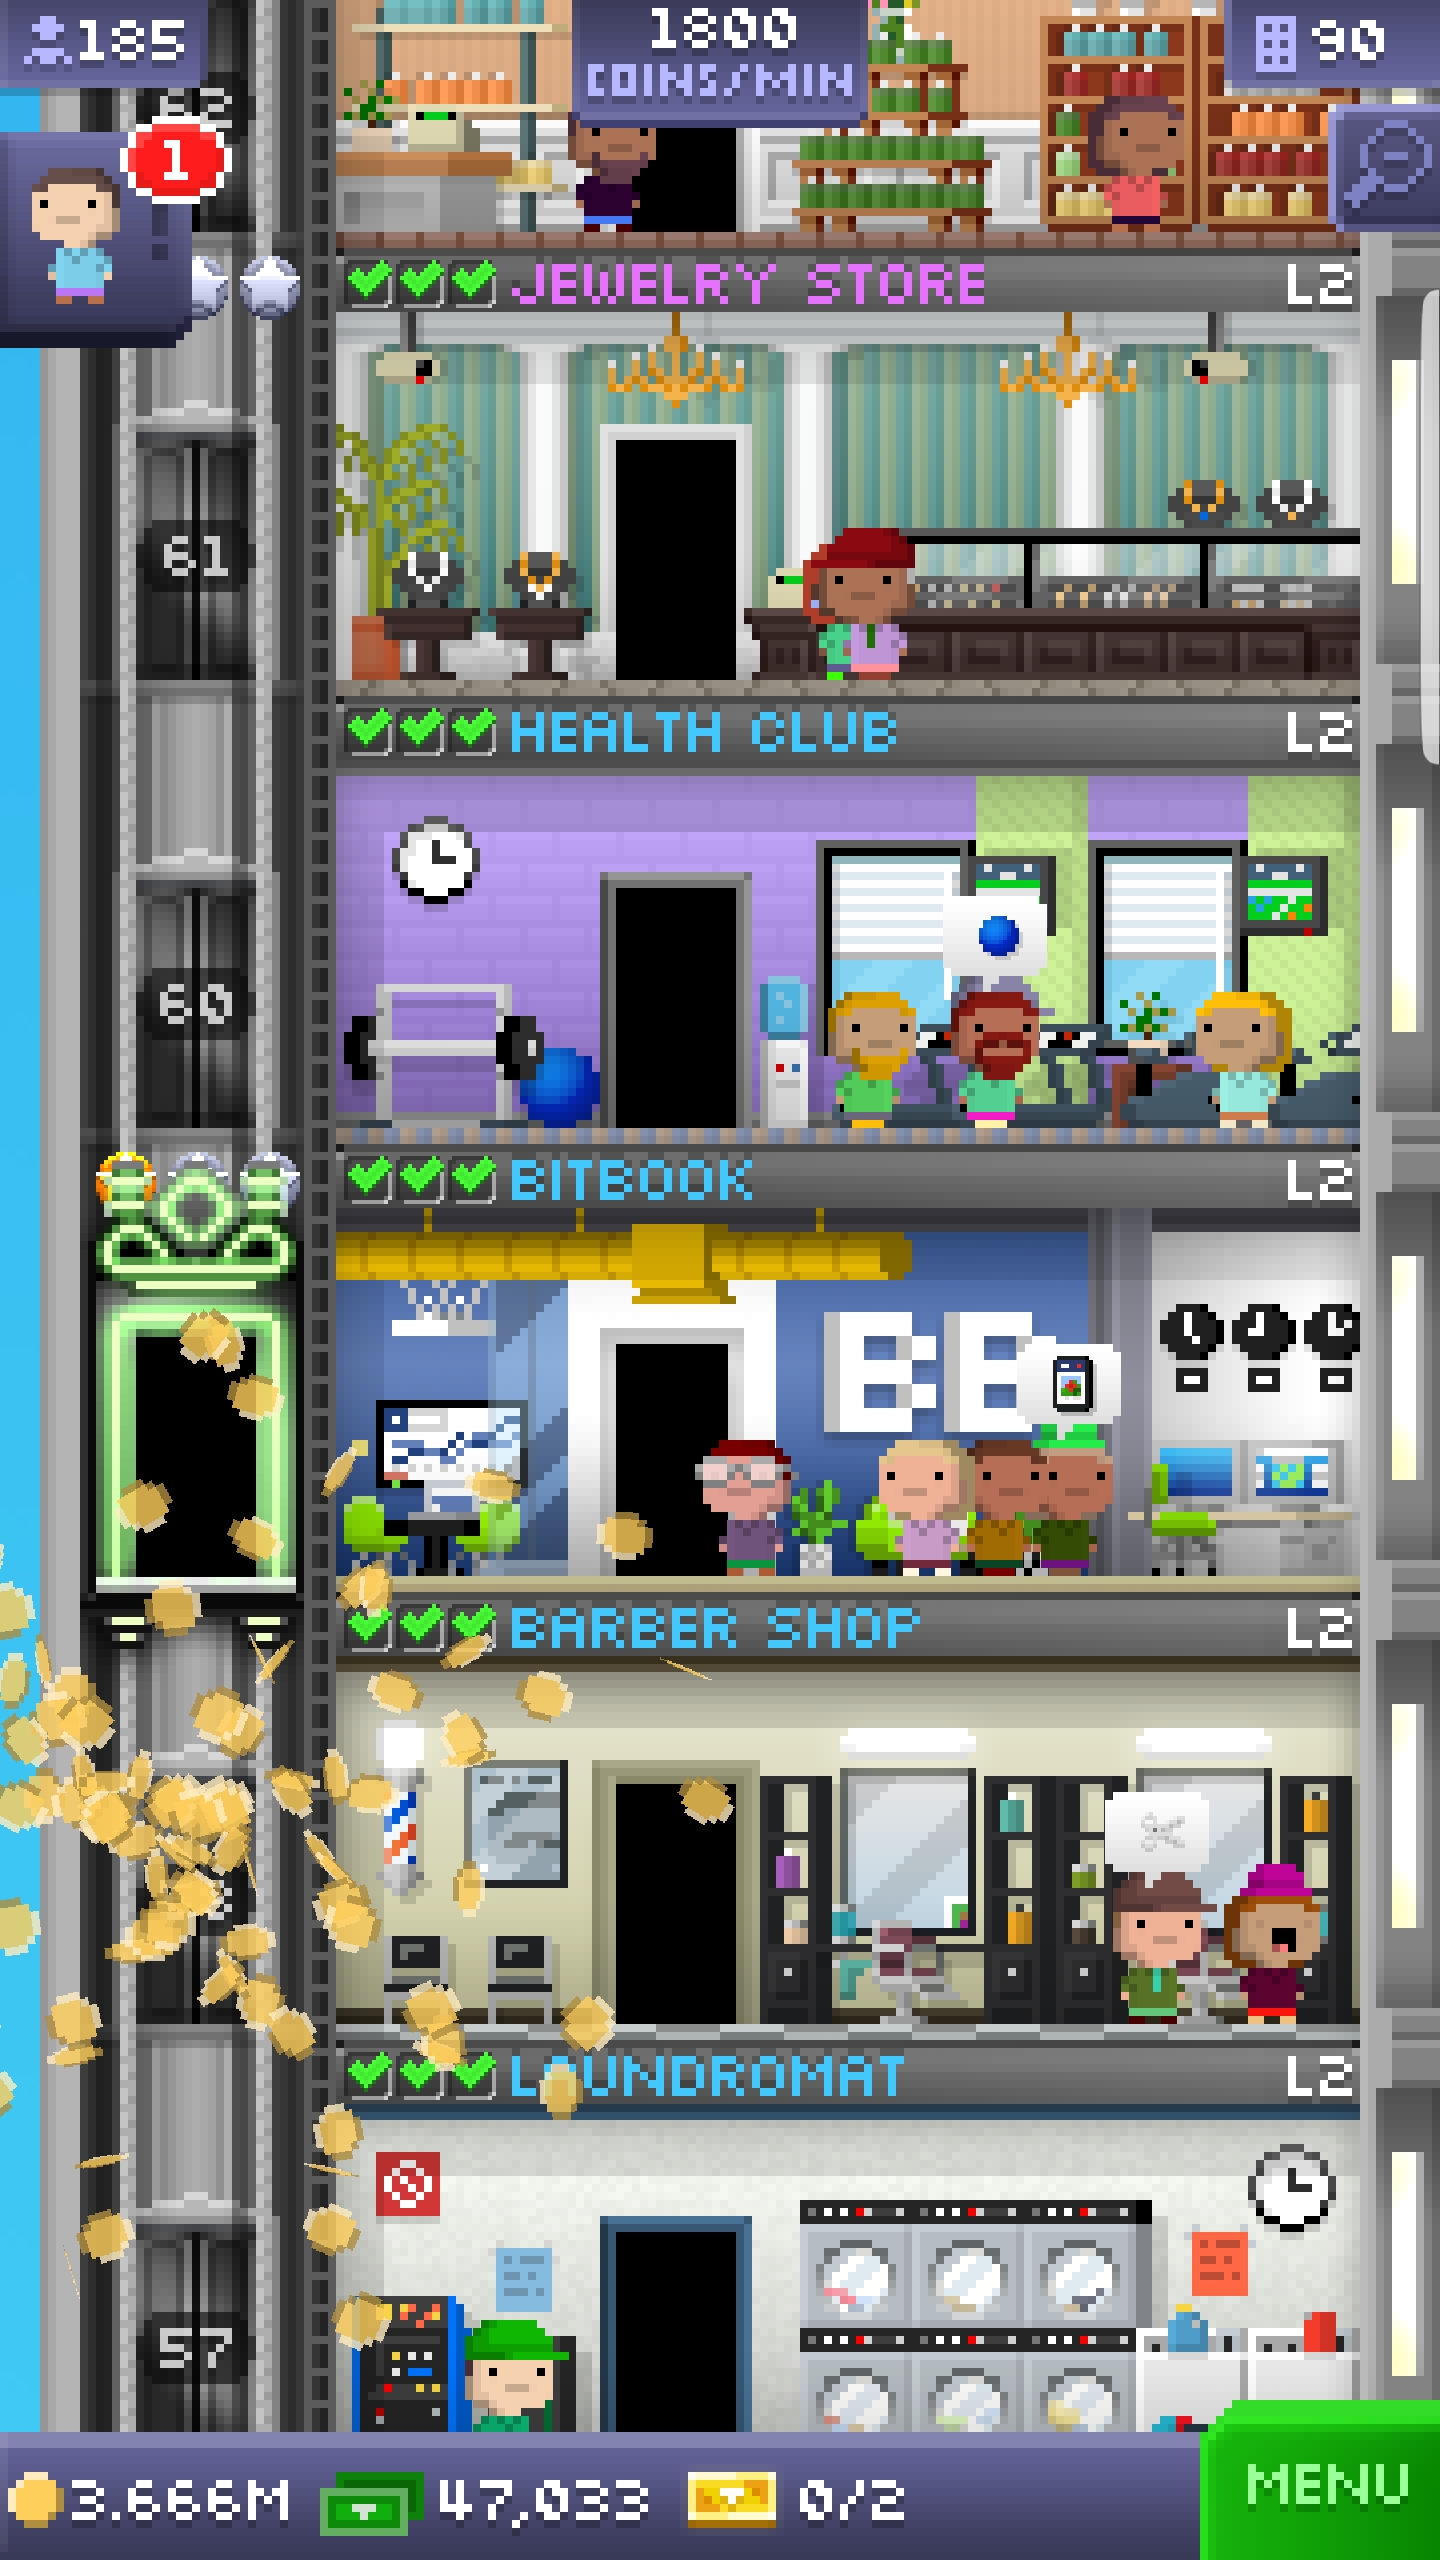 185
1800
COINS/MIN
90
1
JEWELRY STORE L2
61
HEALTH CLUB L2
60
BITBOOK L2
BARBER SHOP L2
LAUNDROMAT L2
57
3.666M 47,033 0/2
MENU